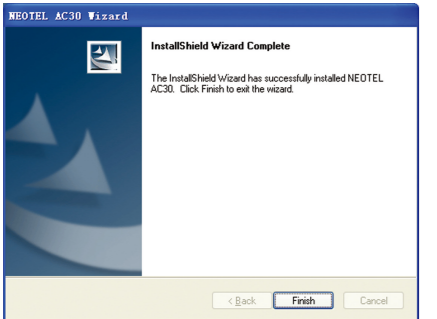 NEOTEL AC30 Wizard
InstallShield Wizard Complete
The InstallShield Wizard has successfully installed NEOTEL
AC30. Click Finish to exit the wizard.
< Back Finish Cancel